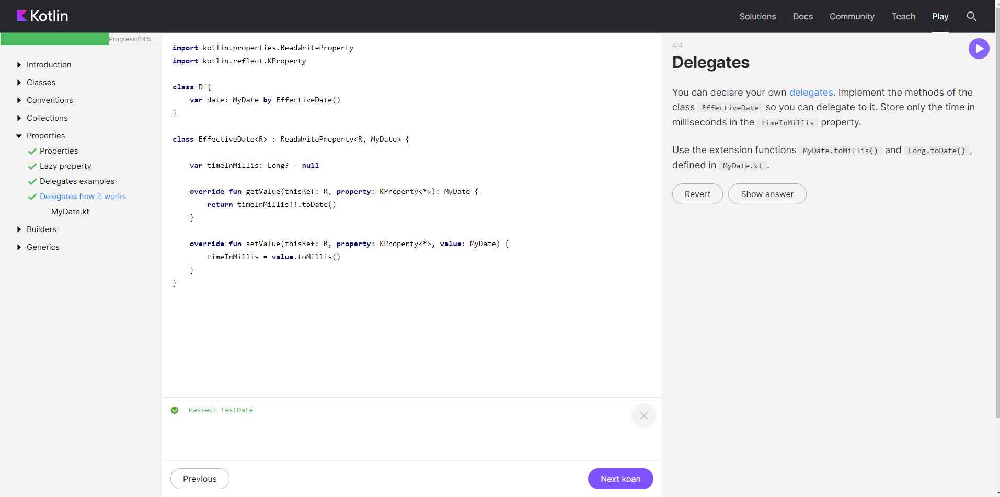 Kotlin
Solutions Docs Community Teach Play
Progress:84%
Introduction
Classes
Conventions
Collections
Properties
Properties
Lazy property
Delegates examples
Delegates how it works
MyDate.kt
Builders
Generics
import kotlin.properties.ReadWriteProperty
import kotlin.reflect.KProperty
class D {
    var date: MyDate by EffectiveDate()
}
class EffectiveDate<R> : ReadWriteProperty<R, MyDate> {
    var timeInMillis: Long? = null
    override fun getValue(thisRef: R, property: KProperty<*>): MyDate {
        return timeInMillis!!.toDate()
    }
    override fun setValue(thisRef: R, property: KProperty<*>, value: MyDate) {
        timeInMillis = value.toMillis()
    }
}
Passed: testDate
Previous
Next koan
4/4
Delegates
You can declare your own delegates. Implement the methods of the
class EffectiveDate so you can delegate to it. Store only the time in
milliseconds in the timeInMillis property.
Use the extension functions MyDate.toMillis() and Long.toDate() ,
defined in MyDate.kt .
Revert
Show answer